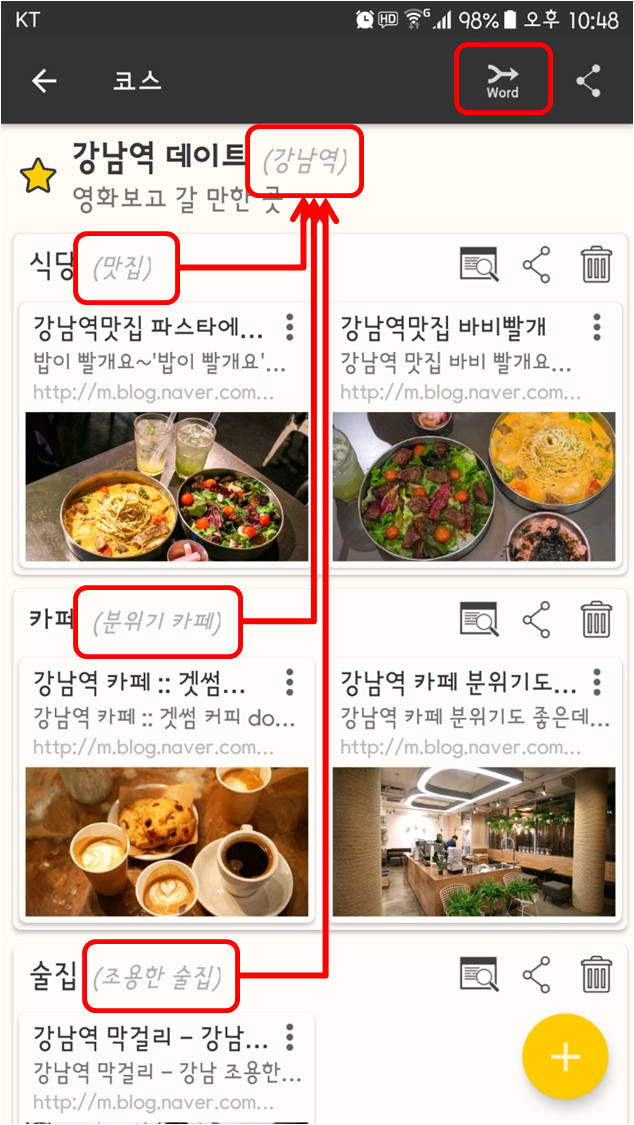 KT HD G 98% 오후 10:48
코스 Word
강남역 데이트 (강남역)
영화보고 갈 만한 곳
식당 (맛집)
강남역맛집 파스타에... 강남역맛집 바비빨개
밥이 빨개요~'밥이 빨개요'... 강남역 맛집 바비 빨개요...
http://m.blog.naver.com... http://m.blog.naver.com...
카페 (분위기 카페)
강남역 카페 :: 겟썸... 강남역 카페 분위기도...
강남역 카페 :: 겟썸 커피 do... 강남역 카페 분위기도 좋은데...
http://m.blog.naver.com... http://m.blog.naver.com...
술집 (조용한 술집)
강남역 막걸리 - 강남...
강남역 막걸리 - 강남 조용한...
http://m.blog.naver.com...